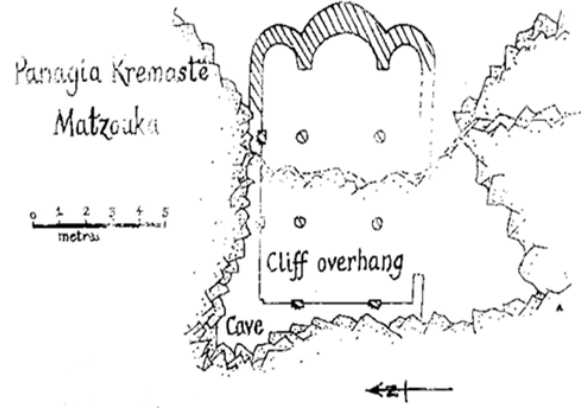 Panagia Kremastē
Matzouka
0 1 2 3 4 5
metres
Cliff overhang
Cave
Z